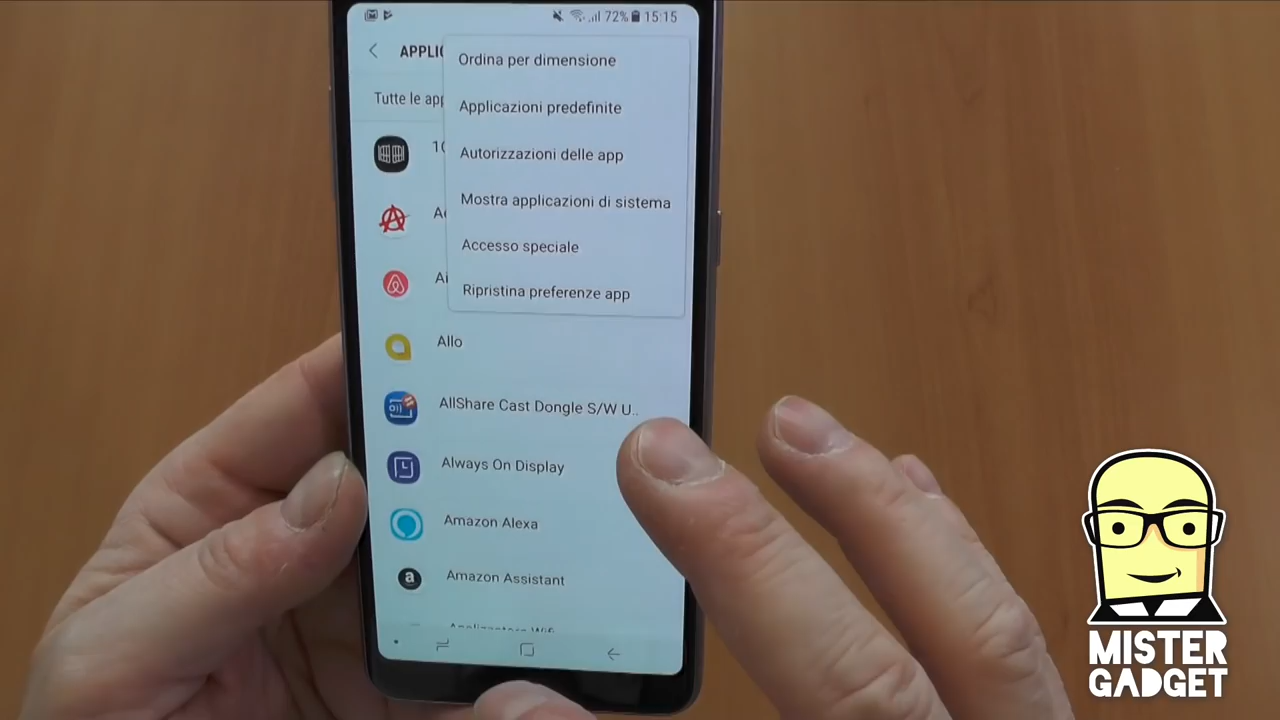 72% 15:15
APPLIC
Ordina per dimensione
Tutte le app
Applicazioni predefinite
Autorizzazioni delle app
Mostra applicazioni di sistema
Accesso speciale
Ripristina preferenze app
Allo
AllShare Cast Dongle S/W U..
Always On Display
Amazon Alexa
Amazon Assistant
MISTER
GADGET